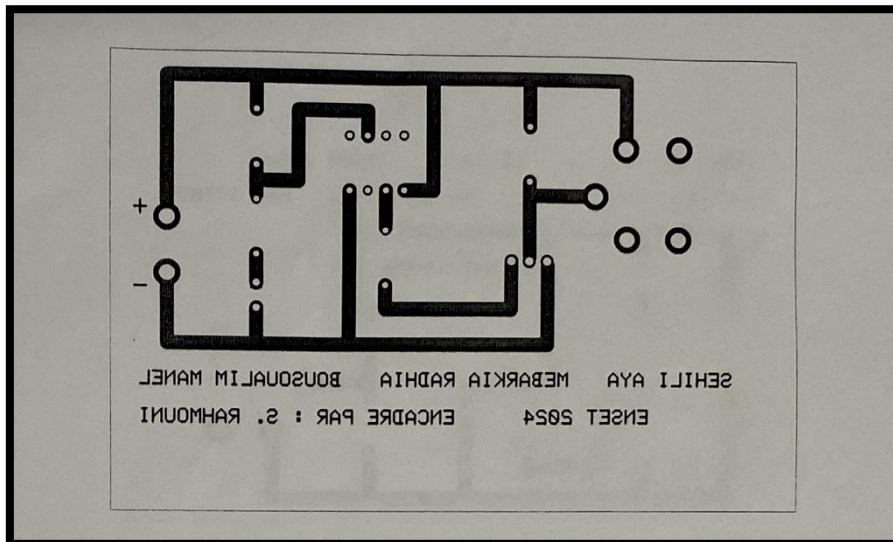 +
−
SEHILI AYA MEBARKIA RADHIA BOUSOUALIM MANEL
ENSET 2024 ENCADRE PAR : S. RAHMOUNI